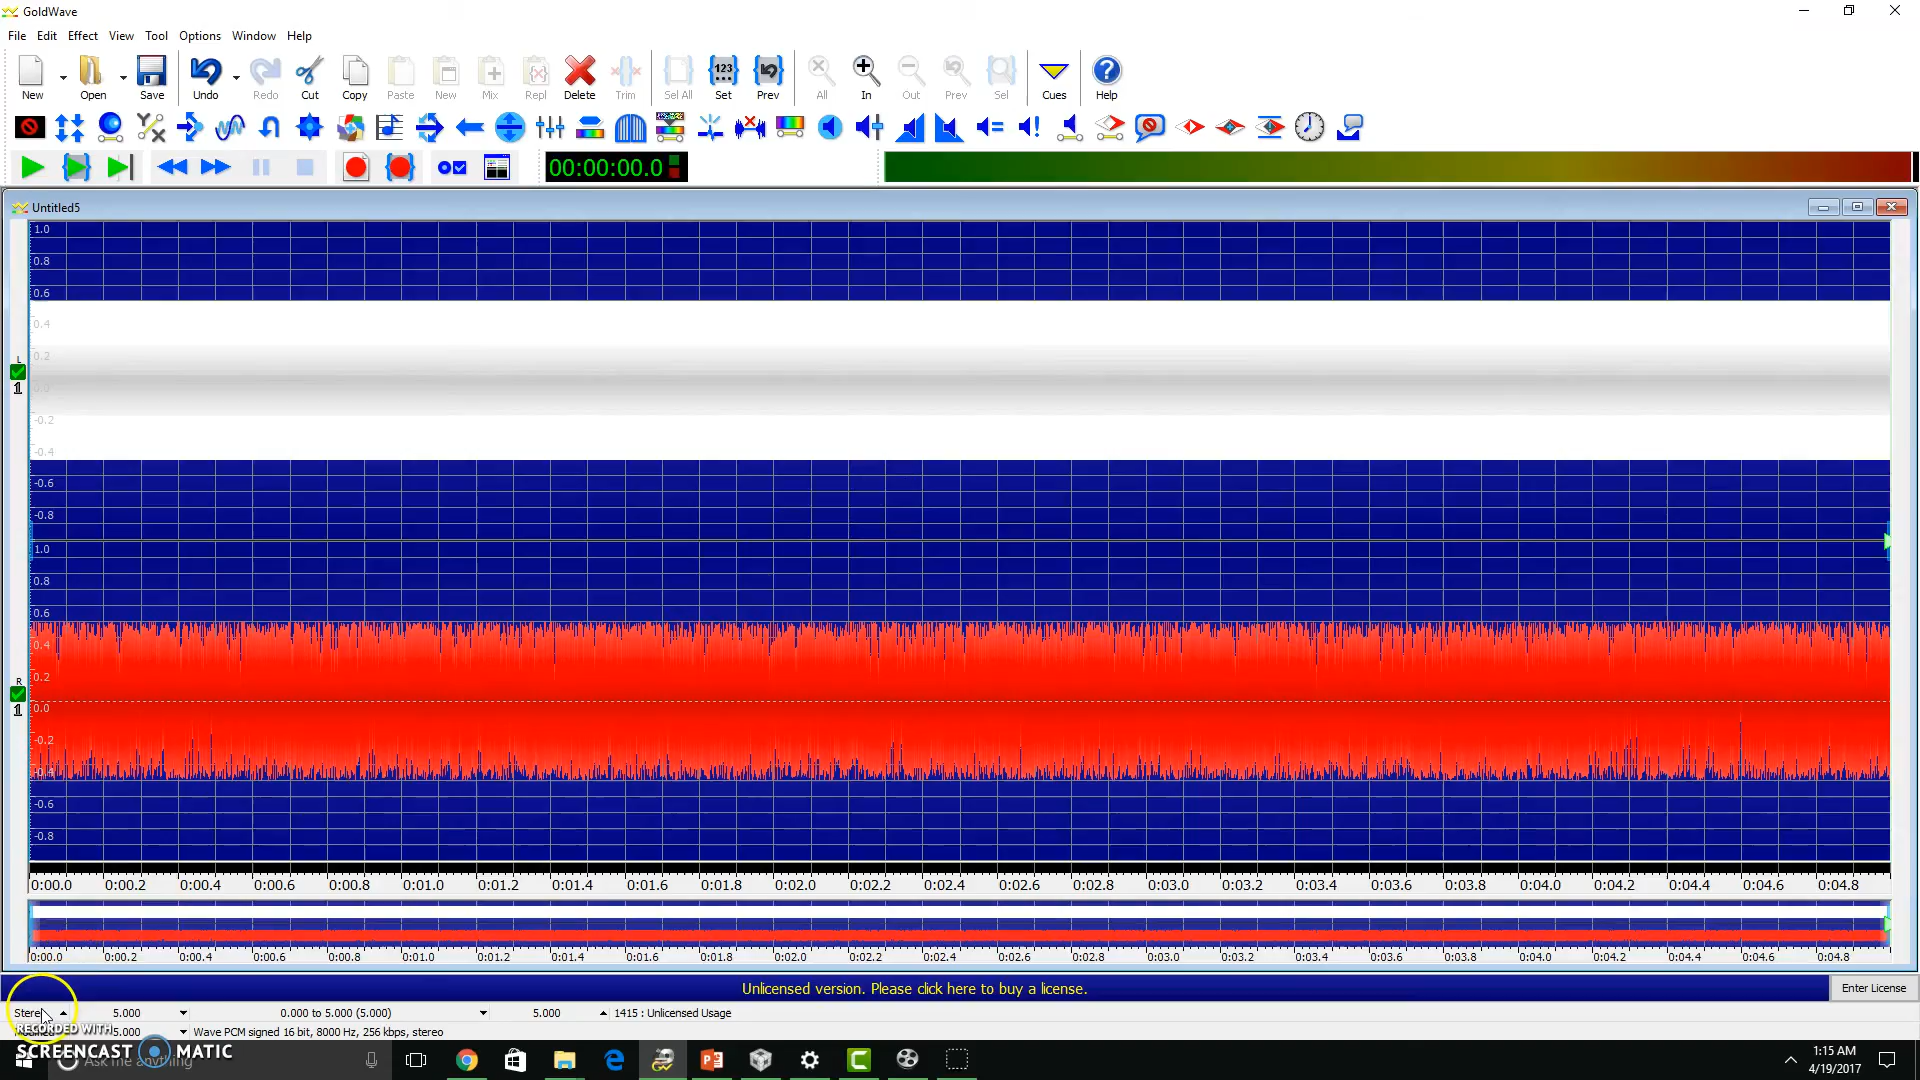 GoldWave
File Edit Effect View Tool Options Window Help
New Open Save Undo Redo Cut Copy Paste New Mix Repl Delete Trim Sel All Set Prev All In Out Prev Sel Cues Help
123
00:00:00.0
Untitled5
1.0
0.8
0.6
0.4
0.2
0.0
-0.2
-0.4
-0.6
-0.8
L
1
1.0
0.8
0.6
0.4
0.2
0.0
-0.2
-0.4
-0.6
-0.8
R
1
0:00.0 0:00.2 0:00.4 0:00.6 0:00.8 0:01.0 0:01.2 0:01.4 0:01.6 0:01.8 0:02.0 0:02.2 0:02.4 0:02.6 0:02.8 0:03.0 0:03.2 0:03.4 0:03.6 0:03.8 0:04.0 0:04.2 0:04.4 0:04.6 0:04.8
0:00.0 0:00.2 0:00.4 0:00.6 0:00.8 0:01.0 0:01.2 0:01.4 0:01.6 0:01.8 0:02.0 0:02.2 0:02.4 0:02.6 0:02.8 0:03.0 0:03.2 0:03.4 0:03.6 0:03.8 0:04.0 0:04.2 0:04.4 0:04.6 0:04.8
Unlicensed version. Please click here to buy a license. Enter License
Stereo 5.000 0.000 to 5.000 (5.000) 5.000 1415 : Unlicensed Usage
Modified 5.000 Wave PCM signed 16 bit, 8000 Hz, 256 kbps, stereo
RECORDED WITH
SCREENCAST MATIC
Ask me anything
1:15 AM
4/19/2017